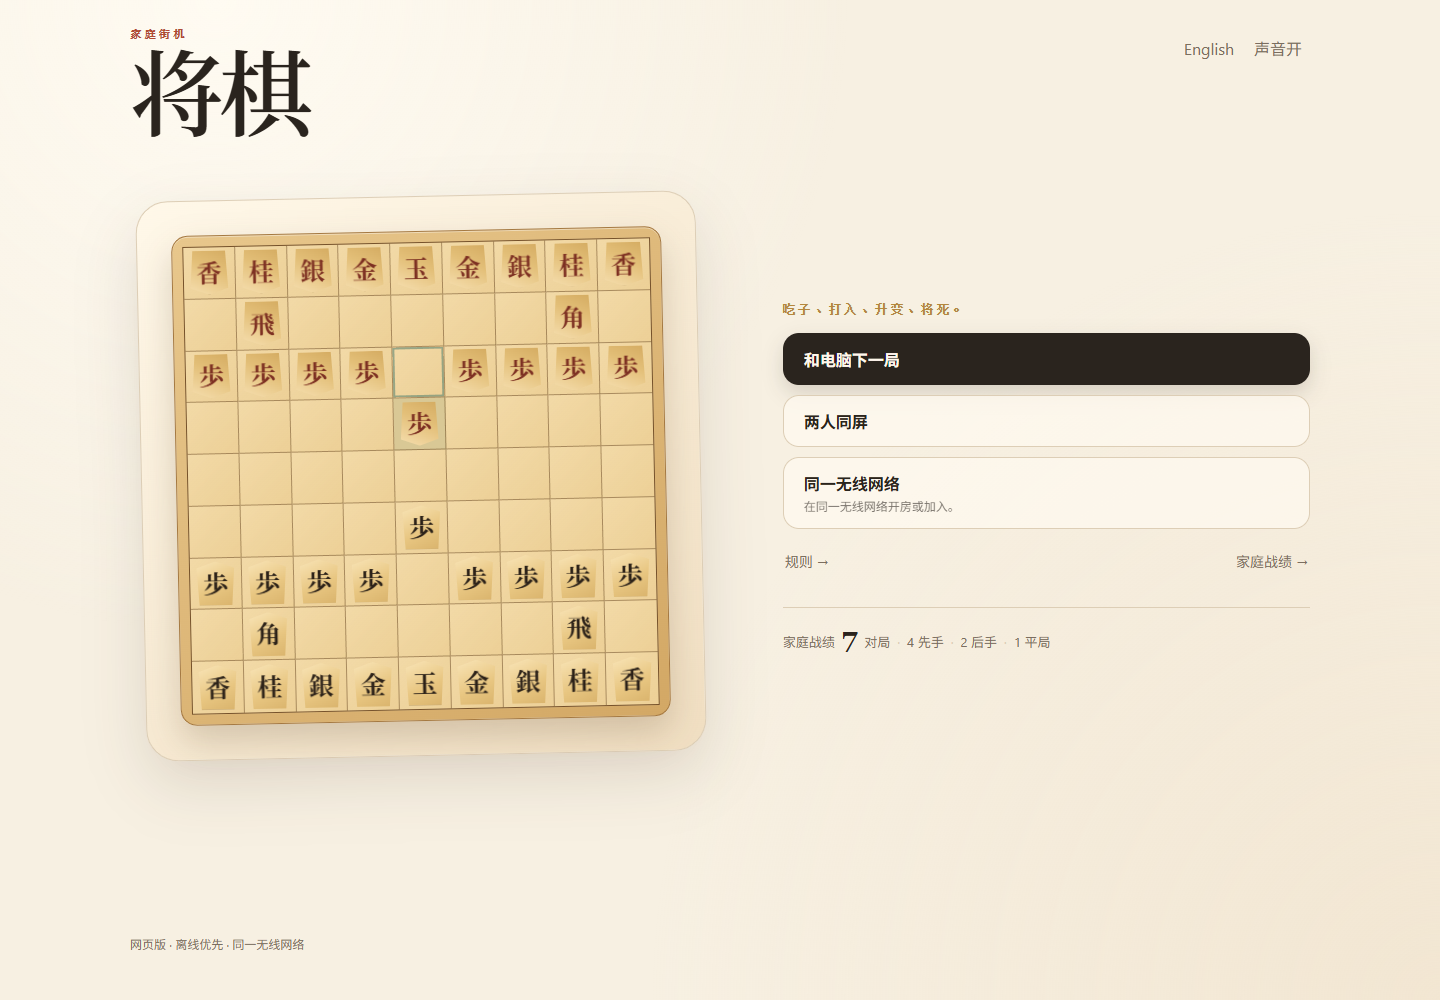 家庭街机
将棋
English 声音开
香桂銀金玉金銀桂香
飛角
歩歩歩歩歩歩歩歩
歩
歩
歩歩歩歩歩歩歩歩
角飛
香桂銀金玉金銀桂香
吃子、打入、升变、将死。
和电脑下一局
两人同屏
同一无线网络
在同一无线网络开房或加入。
规则 → 家庭战绩 →
家庭战绩 7 对局 · 4 先手 · 2 后手 · 1 平局
网页版 · 离线优先 · 同一无线网络